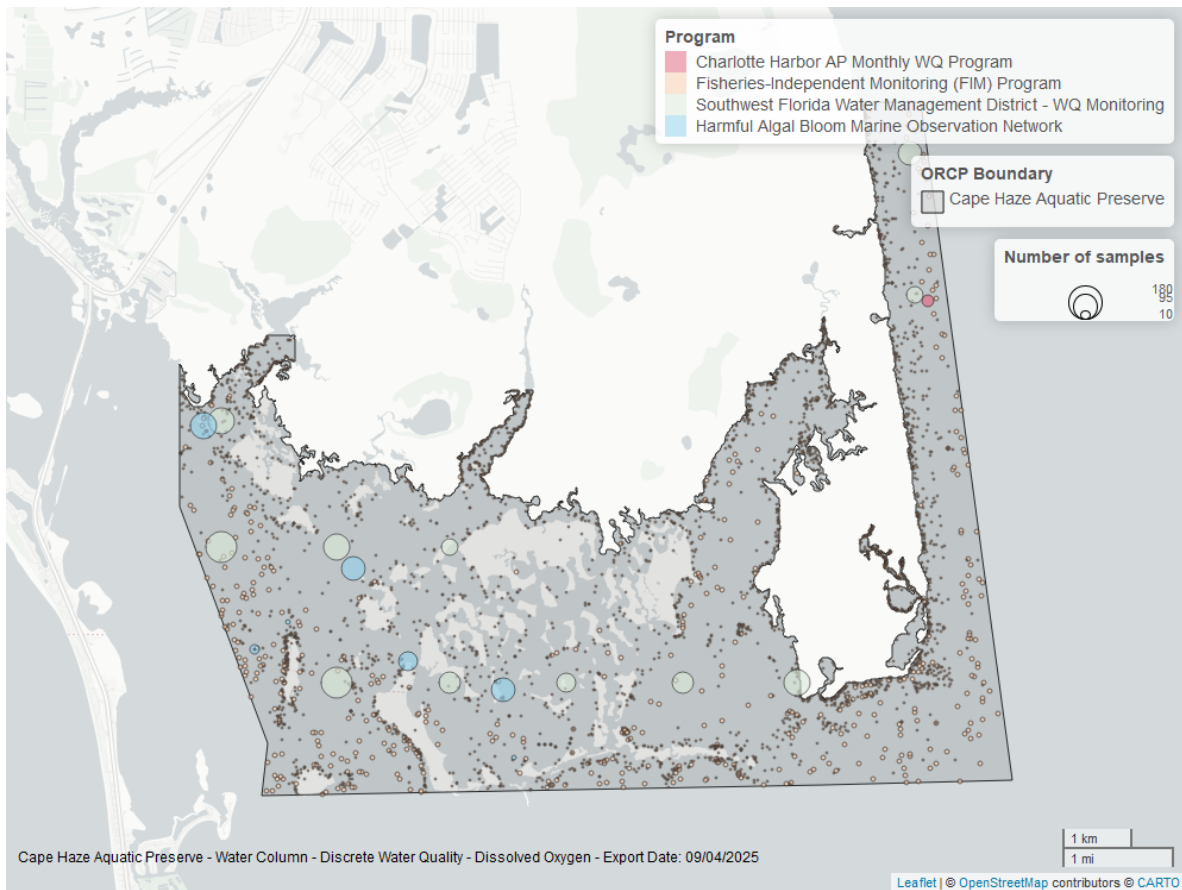 Program
Charlotte Harbor AP Monthly WQ Program
Fisheries-Independent Monitoring (FIM) Program
Southwest Florida Water Management District - WQ Monitoring
Harmful Algal Bloom Marine Observation Network
ORCP Boundary
Cape Haze Aquatic Preserve
Number of samples
180
95
10
1 km
1 mi
Cape Haze Aquatic Preserve - Water Column - Discrete Water Quality - Dissolved Oxygen - Export Date: 09/04/2025
Leaflet | © OpenStreetMap contributors © CARTO